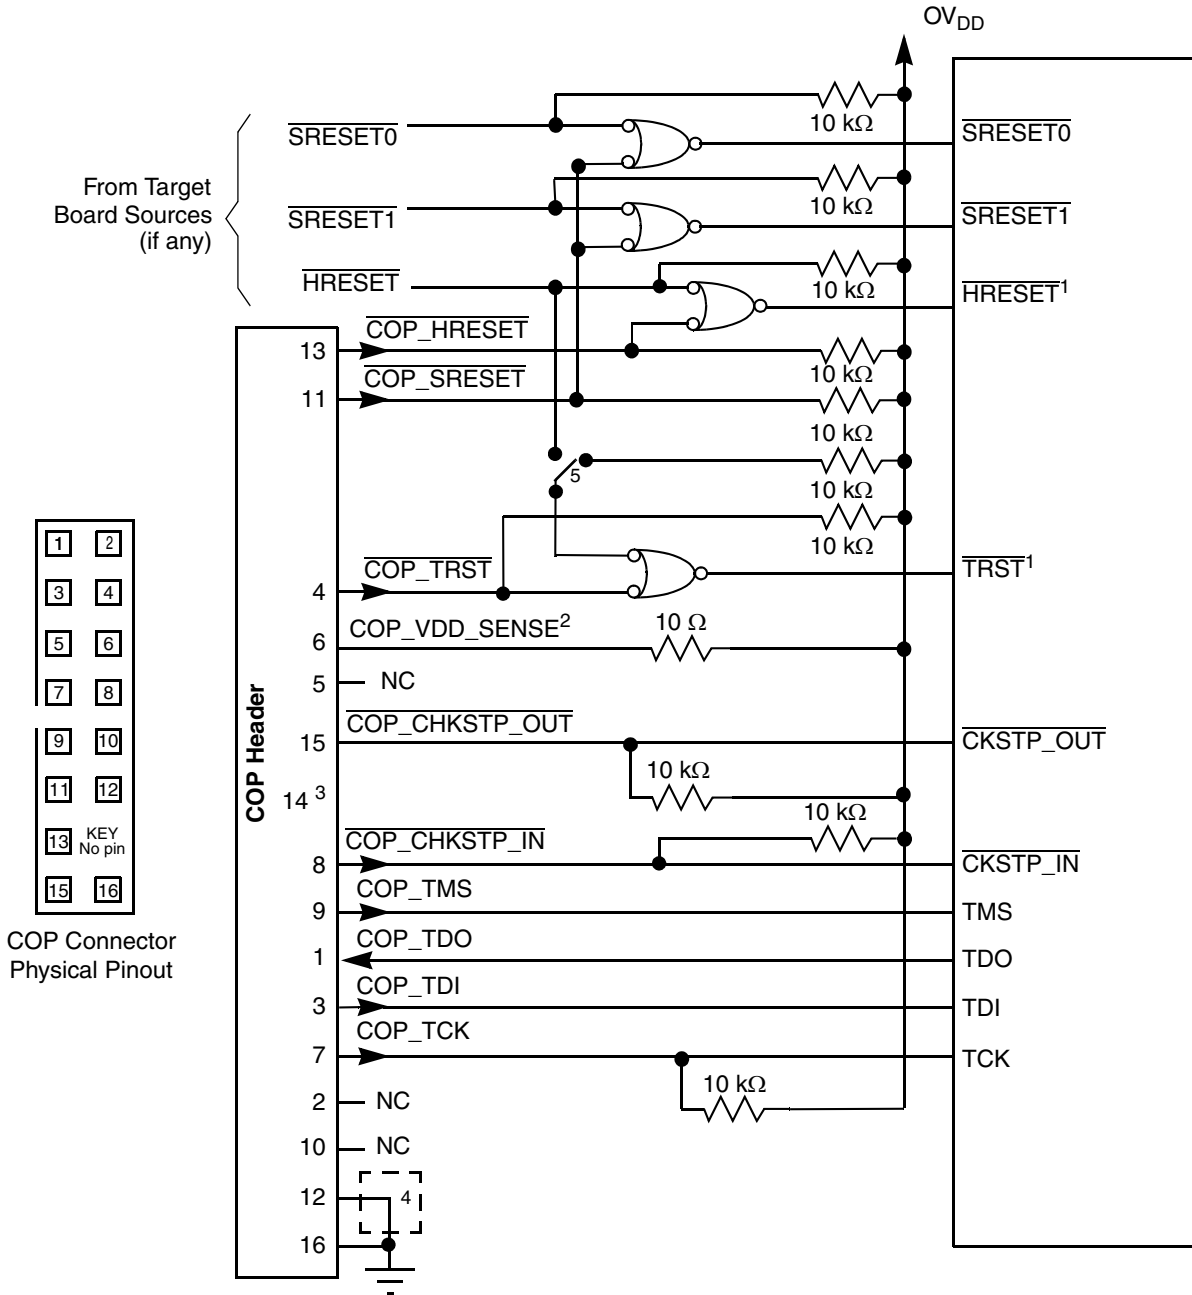 OVDD
10 kΩ
SRESET0
SRESET0
From Target
Board Sources
(if any)
10 kΩ
SRESET1
SRESET1
HRESET
10 kΩ
HRESET1
13
COP_HRESET
10 kΩ
11
COP_SRESET
10 kΩ
5
10 kΩ
10 kΩ
4
COP_TRST
TRST1
6
COP_VDD_SENSE2
10 Ω
5
NC
15
COP_CHKSTP_OUT
CKSTP_OUT
10 kΩ
14 3
10 kΩ
8
COP_CHKSTP_IN
CKSTP_IN
9
COP_TMS
TMS
1
COP_TDO
TDO
3
COP_TDI
TDI
7
COP_TCK
TCK
10 kΩ
2
NC
10
NC
12
4
16
COP Header
1 2
3 4
5 6
7 8
9 10
11 12
13 KEY
No pin
15 16
COP Connector
Physical Pinout